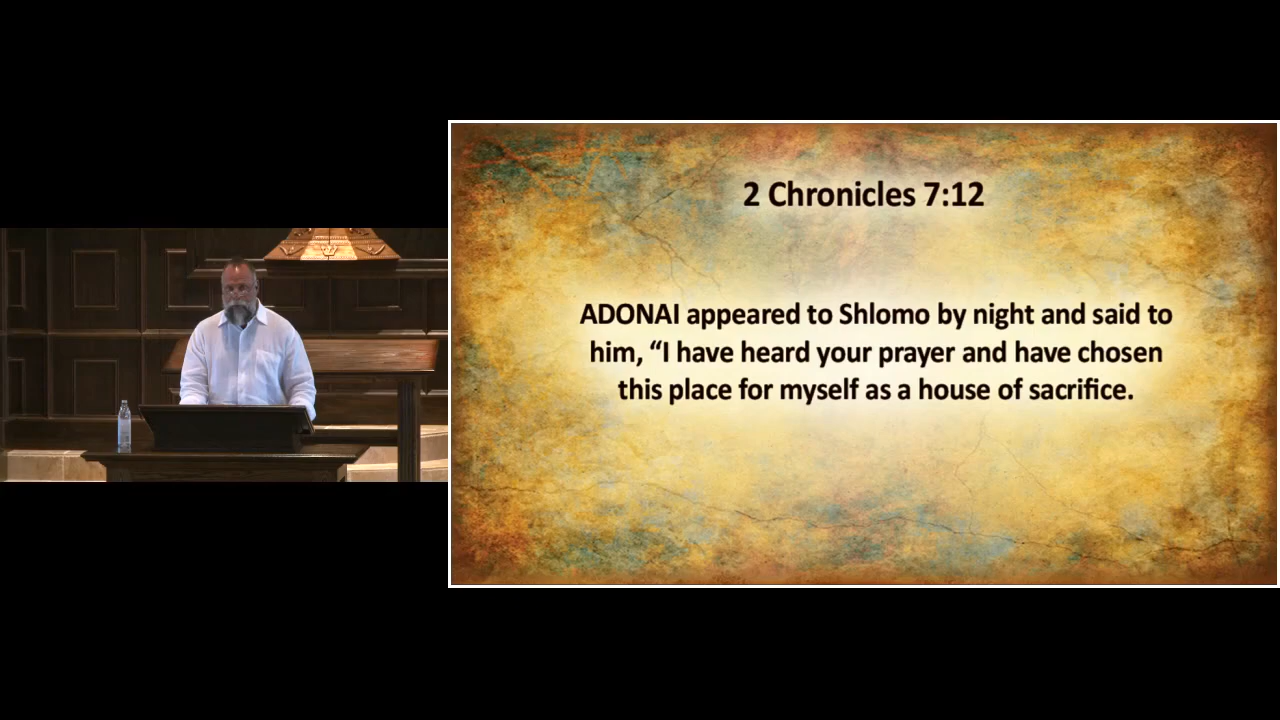 2 Chronicles 7:12
ADONAI appeared to Shlomo by night and said to
him, “I have heard your prayer and have chosen
this place for myself as a house of sacrifice.